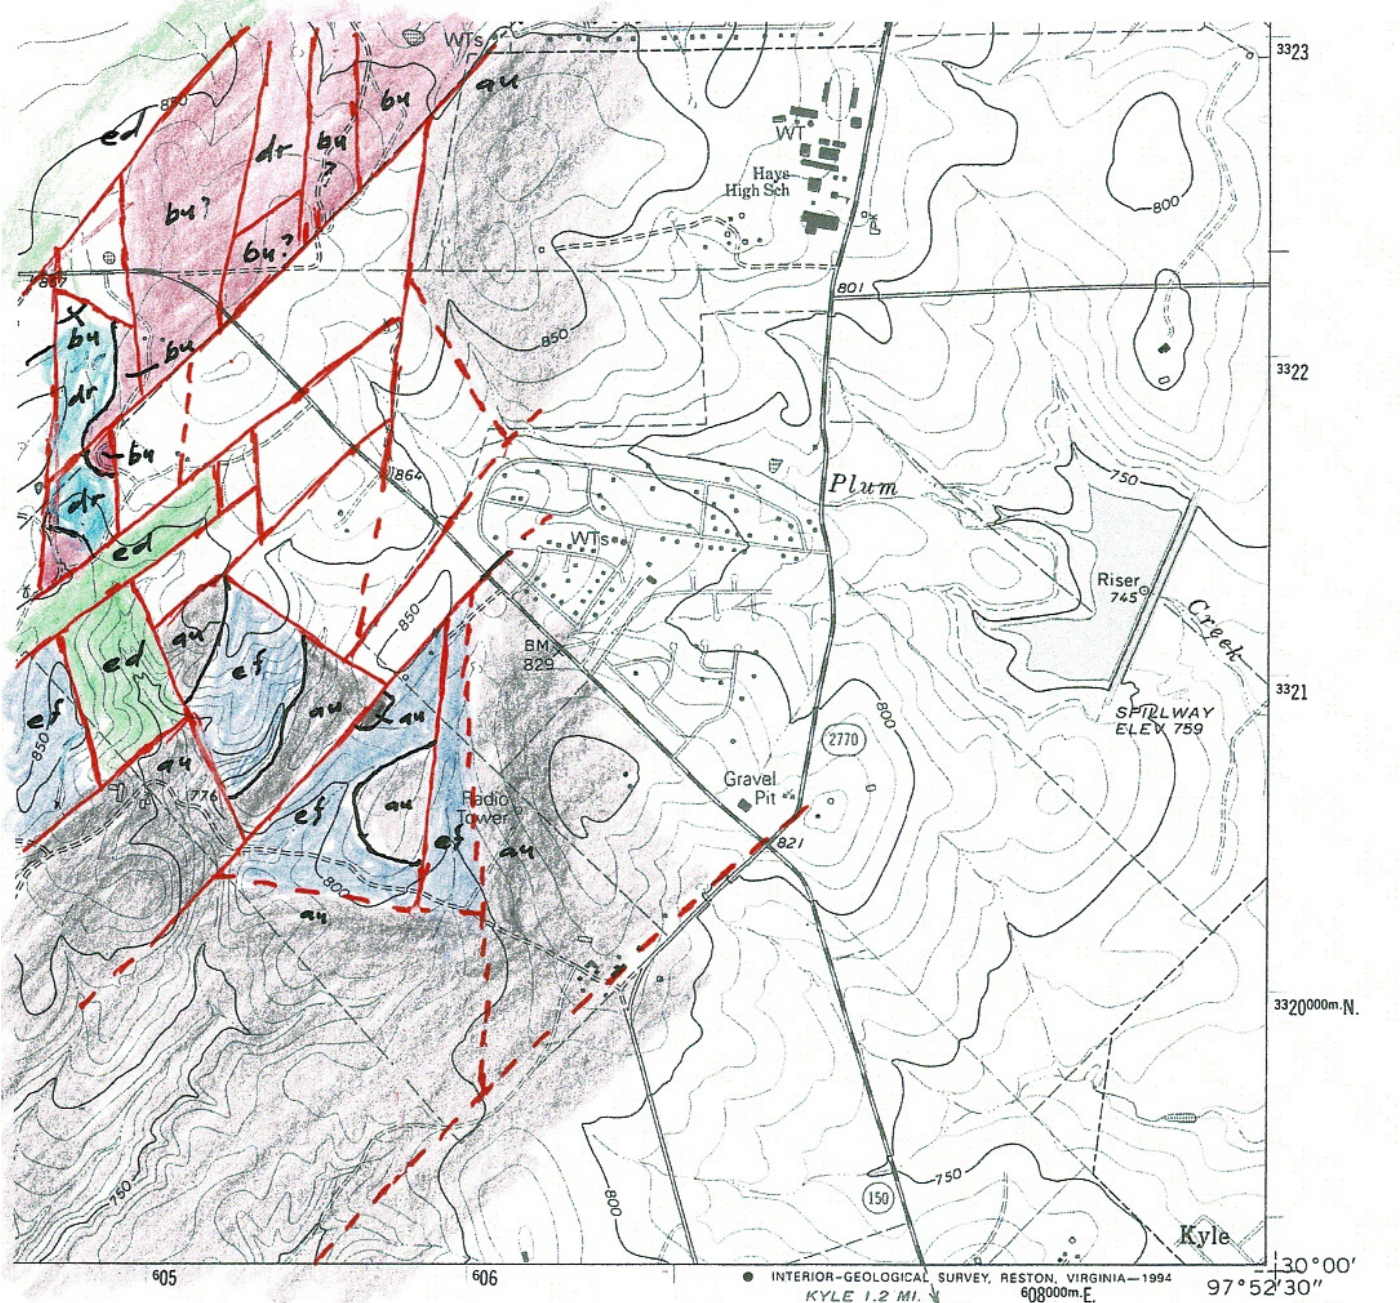 WTs
3323
au
bu
850
ed
WT
bu
?
dr
Hays
High Sch
800
bu?
bu?
857
801
X
bu
850
bu
3322
dr
bu
864
750
Plum
dr
WTs
ed
Riser
745
Creek
850
au
BM
829
ed
ef
3321
ef
850
au
au
800
SPILLWAY
ELEV 759
2770
au
776
Gravel
Pit
Radio
Tower
au
ef
ef
821
au
800
au
3320000m.N.
750
800
750
150
Kyle
605
606
INTERIOR-GEOLOGICAL SURVEY, RESTON, VIRGINIA—1994
30°00'
KYLE 1.2 MI.
608000m.E.
97°52'30"